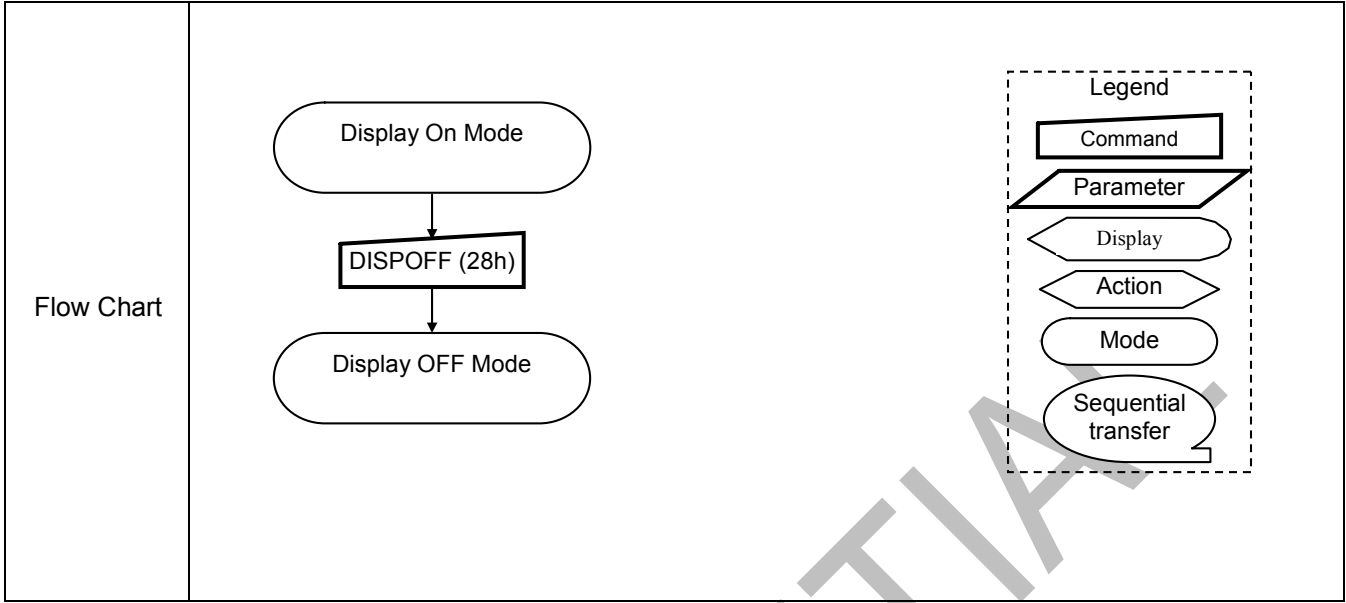 Flow Chart
Display On Mode
DISPOFF (28h)
Display OFF Mode
Legend
Command
Parameter
Display
Action
Mode
Sequential
transfer